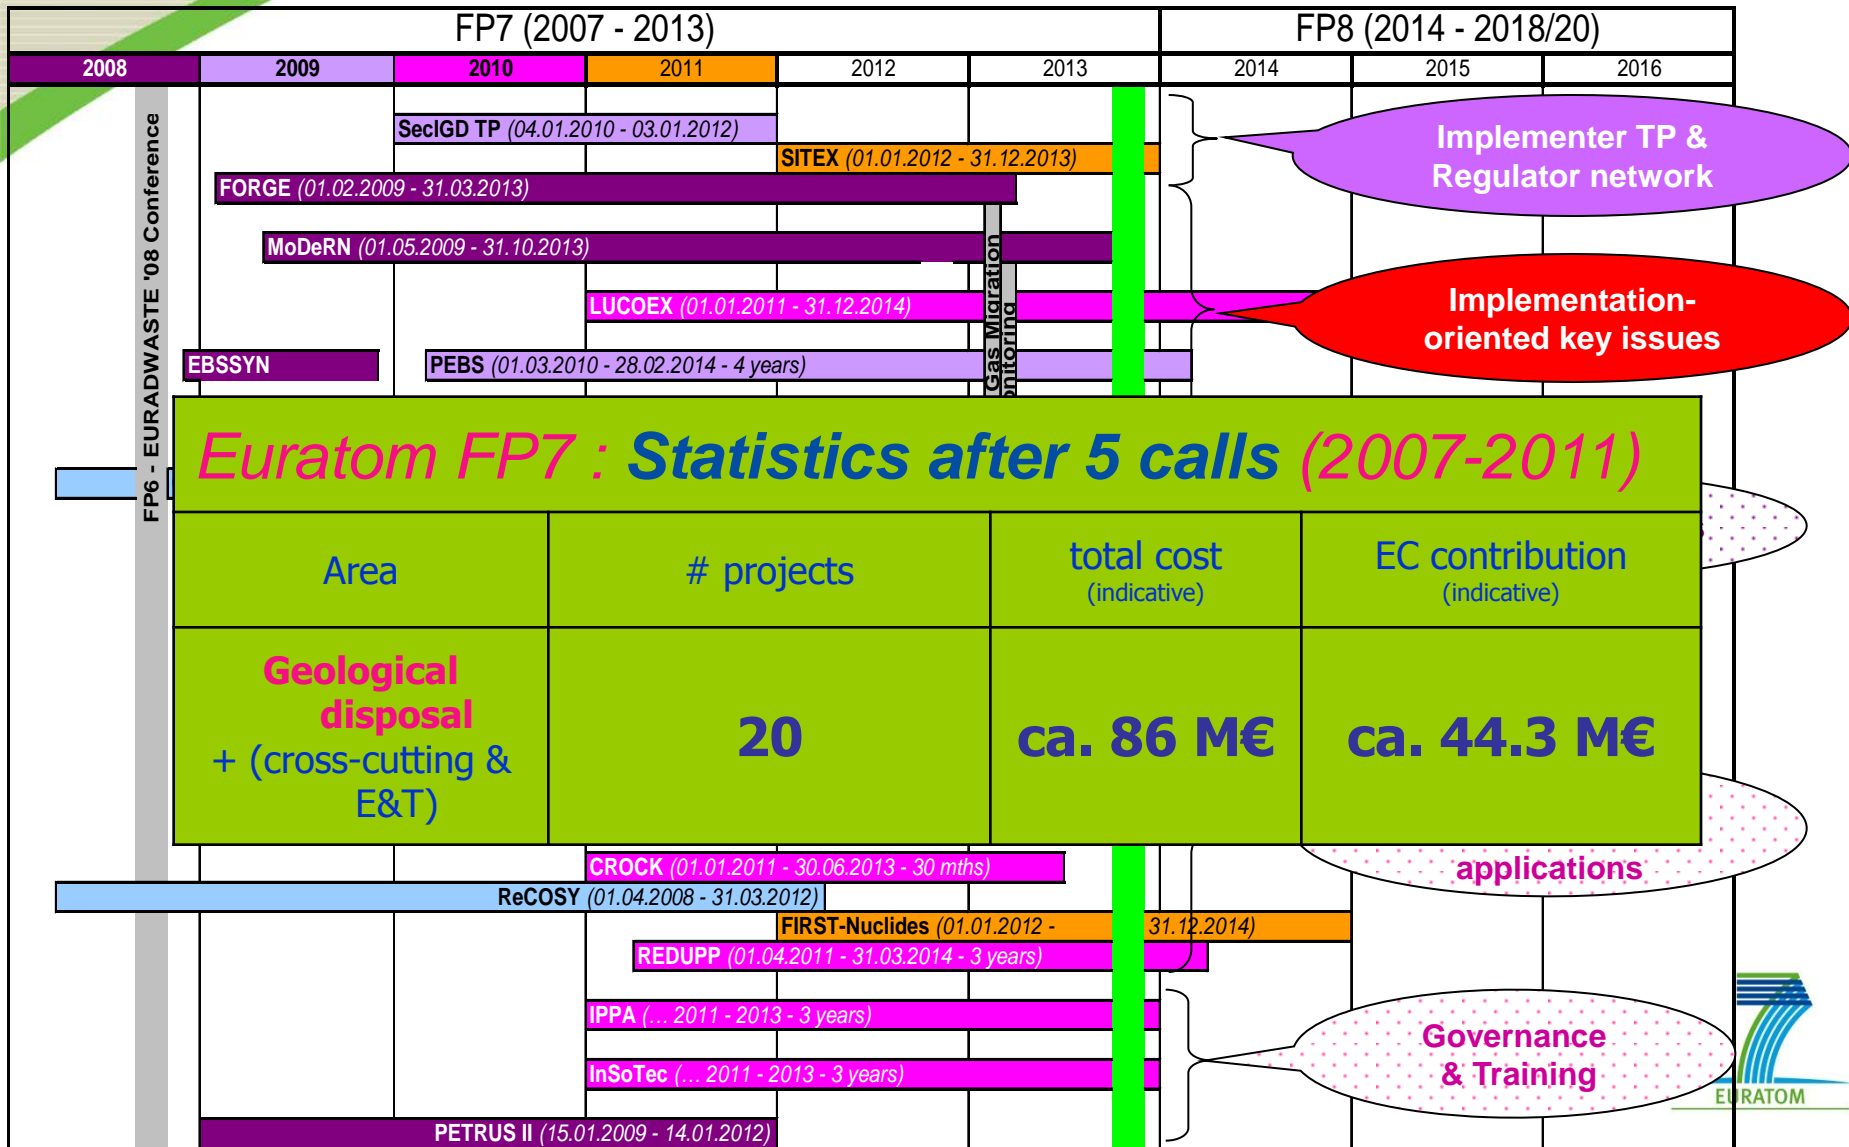 FP7 (2007 - 2013)
FP8 (2014 - 2018/20)
2008
2009
2010
2011
2012
2013
2014
2015
2016
FP6 - EURADWASTE '08 Conference
SecIGD TP (04.01.2010 - 03.01.2012)
SITEX (01.01.2012 - 31.12.2013)
FORGE (01.02.2009 - 31.03.2013)
MoDeRN (01.05.2009 - 31.10.2013)
LUCOEX (01.01.2011 - 31.12.2014)
EBSSYN
PEBS (01.03.2010 - 28.02.2014 - 4 years)
Gas Migration
Implementer TP &
Regulator network
Implementation-
oriented key issues
Euratom FP7 : Statistics after 5 calls (2007-2011)
Area
# projects
total cost
(indicative)
EC contribution
(indicative)
Geological
disposal
+ (cross-cutting &
E&T)
20
ca. 86 M€
ca. 44.3 M€
applications
CROCK (01.01.2011 - 30.06.2013 - 30 mths)
ReCOSY (01.04.2008 - 31.03.2012)
FIRST-Nuclides (01.01.2012 - 31.12.2014)
REDUPP (01.04.2011 - 31.03.2014 - 3 years)
IPPA (... 2011 - 2013 - 3 years)
InSoTec (... 2011 - 2013 - 3 years)
PETRUS II (15.01.2009 - 14.01.2012)
Governance
& Training
EURATOM